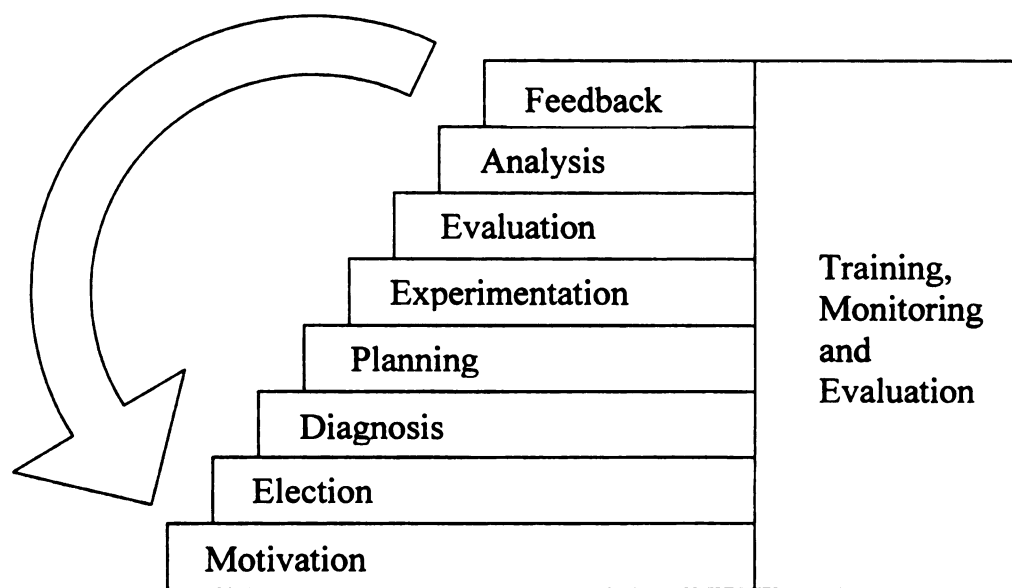 Feedback
Analysis
Evaluation
Experimentation
Planning
Diagnosis
Election
Motivation
Training,
Monitoring
and
Evaluation